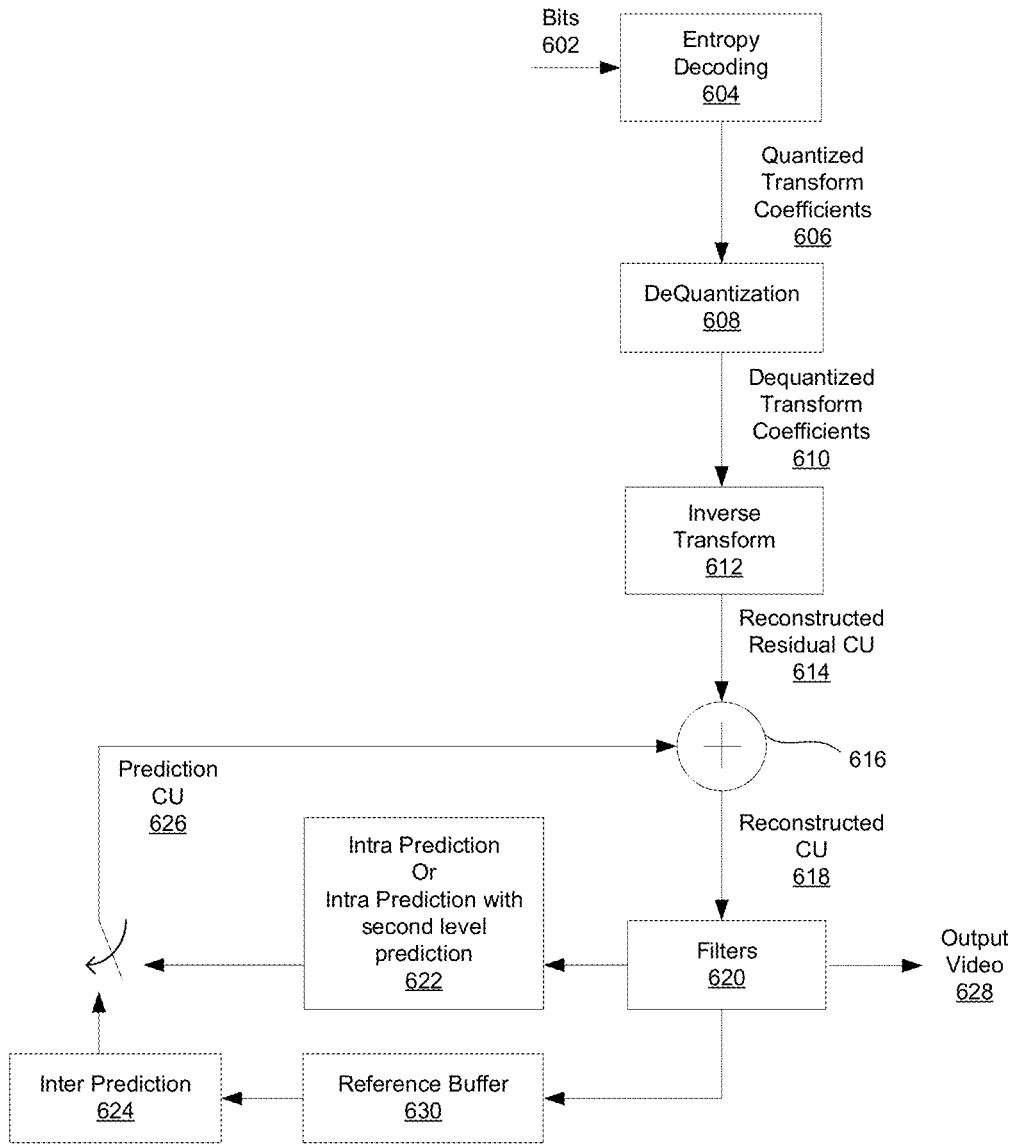 Bits
602
Entropy
Decoding
604
Quantized
Transform
Coefficients
606
DeQuantization
608
Dequantized
Transform
Coefficients
610
Inverse
Transform
612
Reconstructed
Residual CU
614
616
Prediction
CU
626
Reconstructed
CU
618
Intra Prediction
Or
Intra Prediction with
second level
prediction
622
Filters
620
Output
Video
628
Inter Prediction
624
Reference Buffer
630